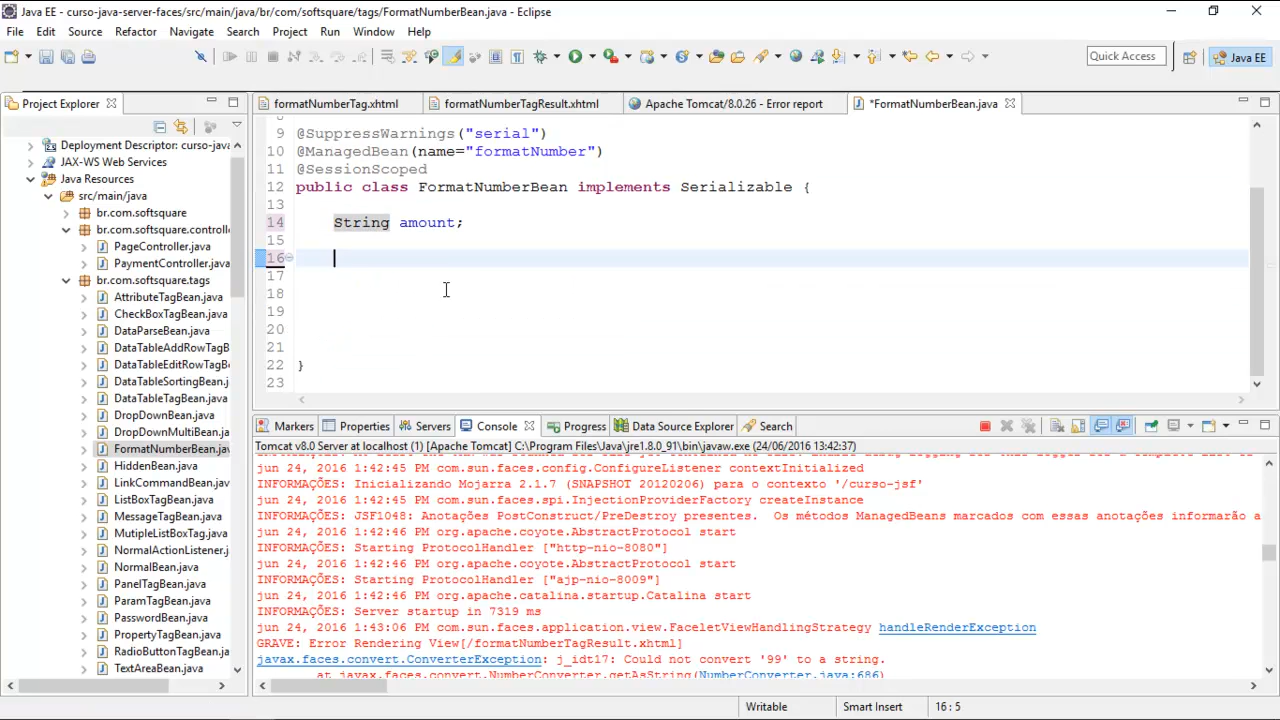 Java EE - curso-java-server-faces/src/main/java/br/com/softsquare/tags/FormatNumberBean.java - Eclipse
File Edit Source Refactor Navigate Search Project Run Window Help
Quick Access
Java EE
Project Explorer
formatNumberTag.xhtml
formatNumberTagResult.xhtml
Apache Tomcat/8.0.26 - Error report
*FormatNumberBean.java
Deployment Descriptor: curso-java
JAX-WS Web Services
Java Resources
src/main/java
br.com.softsquare
br.com.softsquare.controll
PageController.java
PaymentController.java
br.com.softsquare.tags
AttributeTagBean.java
CheckBoxTagBean.java
DataParseBean.java
DataTableAddRowTagB
DataTableEditRowTagB
DataTableSortingBean.j
DataTableTagBean.java
DropDownBean.java
DropDownMultiBean.jav
FormatNumberBean.jav
HiddenBean.java
LinkCommandBean.jav
ListBoxTagBean.java
MessageTagBean.java
MutipleListBoxTag.java
NormalActionListener.j
NormalBean.java
PanelTagBean.java
ParamTagBean.java
PasswordBean.java
PropertyTagBean.java
RadioButtonTagBean.jav
TextAreaBean.java
9 @SuppressWarnings("serial")
10 @ManagedBean(name="formatNumber")
11 @SessionScoped
12 public class FormatNumberBean implements Serializable {
13
14 String amount;
15
16
17
18
19
20
21
22 }
23
Markers Properties Servers Console Progress Data Source Explorer Search
Tomcat v8.0 Server at localhost (1) [Apache Tomcat] C:\Program Files\Java\jre1.8.0_91\bin\javaw.exe (24/06/2016 13:42:37)
jun 24, 2016 1:42:45 PM com.sun.faces.config.ConfigureListener contextInitialized
INFORMAÇÕES: Inicializando Mojarra 2.1.7 (SNAPSHOT 20120206) para o contexto '/curso-jsf'
jun 24, 2016 1:42:45 PM com.sun.faces.spi.InjectionProviderFactory createInstance
INFORMAÇÕES: JSF1048: Anotações PostConstruct/PreDestroy presentes.  Os métodos ManagedBeans marcados com essas anotações informarão a
jun 24, 2016 1:42:46 PM org.apache.coyote.AbstractProtocol start
INFORMAÇÕES: Starting ProtocolHandler ["http-nio-8080"]
jun 24, 2016 1:42:46 PM org.apache.coyote.AbstractProtocol start
INFORMAÇÕES: Starting ProtocolHandler ["ajp-nio-8009"]
jun 24, 2016 1:42:46 PM org.apache.catalina.startup.Catalina start
INFORMAÇÕES: Server startup in 7319 ms
jun 24, 2016 1:43:06 PM com.sun.faces.application.view.FaceletViewHandlingStrategy handleRenderException
GRAVE: Error Rendering View[/formatNumberTagResult.xhtml]
javax.faces.convert.ConverterException: j_idt17: Could not convert '99' to a string.
at javax.faces.convert.NumberConverter.getAsString(NumberConverter.java:686)
Writable Smart Insert 16 : 5